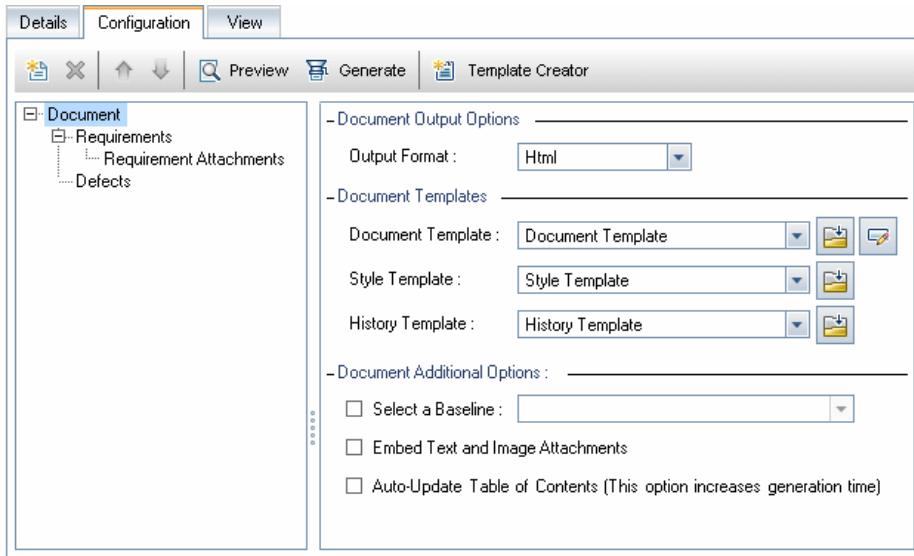 Details Configuration View
Preview Generate Template Creator
Document
Requirements
Requirement Attachments
Defects
Document Output Options
Output Format : Html
Document Templates
Document Template : Document Template
Style Template : Style Template
History Template : History Template
Document Additional Options :
Select a Baseline :
Embed Text and Image Attachments
Auto-Update Table of Contents (This option increases generation time)